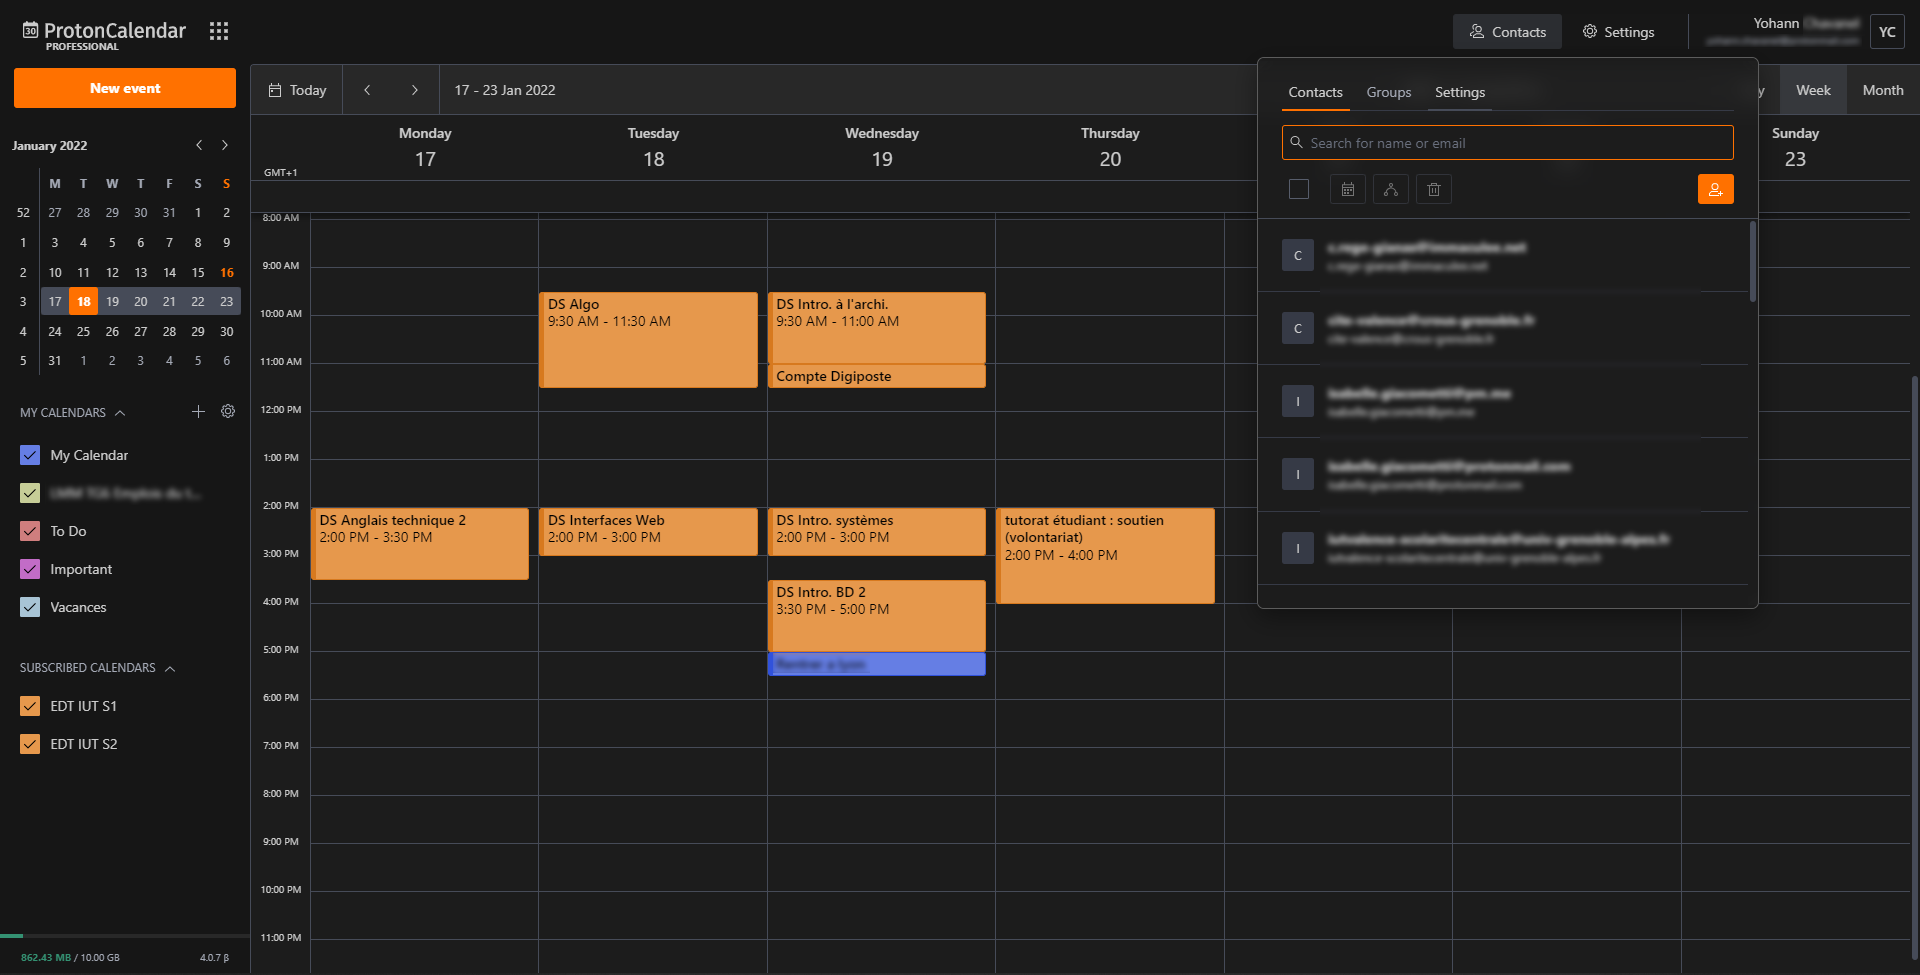 ProtonCalendar
PROFESSIONAL
Contacts
Settings
Yohann
YC
New event
Today
17 - 23 Jan 2022
Week
Month
January 2022
M T W T F S S
52 27 28 29 30 31 1 2
1 3 4 5 6 7 8 9
2 10 11 12 13 14 15 16
3 17 18 19 20 21 22 23
4 24 25 26 27 28 29 30
5 31 1 2 3 4 5 6
MY CALENDARS
My Calendar
To Do
Important
Vacances
SUBSCRIBED CALENDARS
EDT IUT S1
EDT IUT S2
862.43 MB / 10.00 GB
4.0.7 β
GMT+1
Monday
17
Tuesday
18
Wednesday
19
Thursday
20
Sunday
23
8:00 AM
9:00 AM
10:00 AM
11:00 AM
12:00 PM
1:00 PM
2:00 PM
3:00 PM
4:00 PM
5:00 PM
6:00 PM
7:00 PM
8:00 PM
9:00 PM
10:00 PM
11:00 PM
DS Anglais technique 2
2:00 PM - 3:30 PM
DS Algo
9:30 AM - 11:30 AM
DS Interfaces Web
2:00 PM - 3:00 PM
DS Intro. à l'archi.
9:30 AM - 11:00 AM
Compte Digiposte
DS Intro. systèmes
2:00 PM - 3:00 PM
DS Intro. BD 2
3:30 PM - 5:00 PM
tutorat étudiant : soutien
(volontariat)
2:00 PM - 4:00 PM
Contacts
Groups
Settings
Search for name or email
C
C
I
I
I